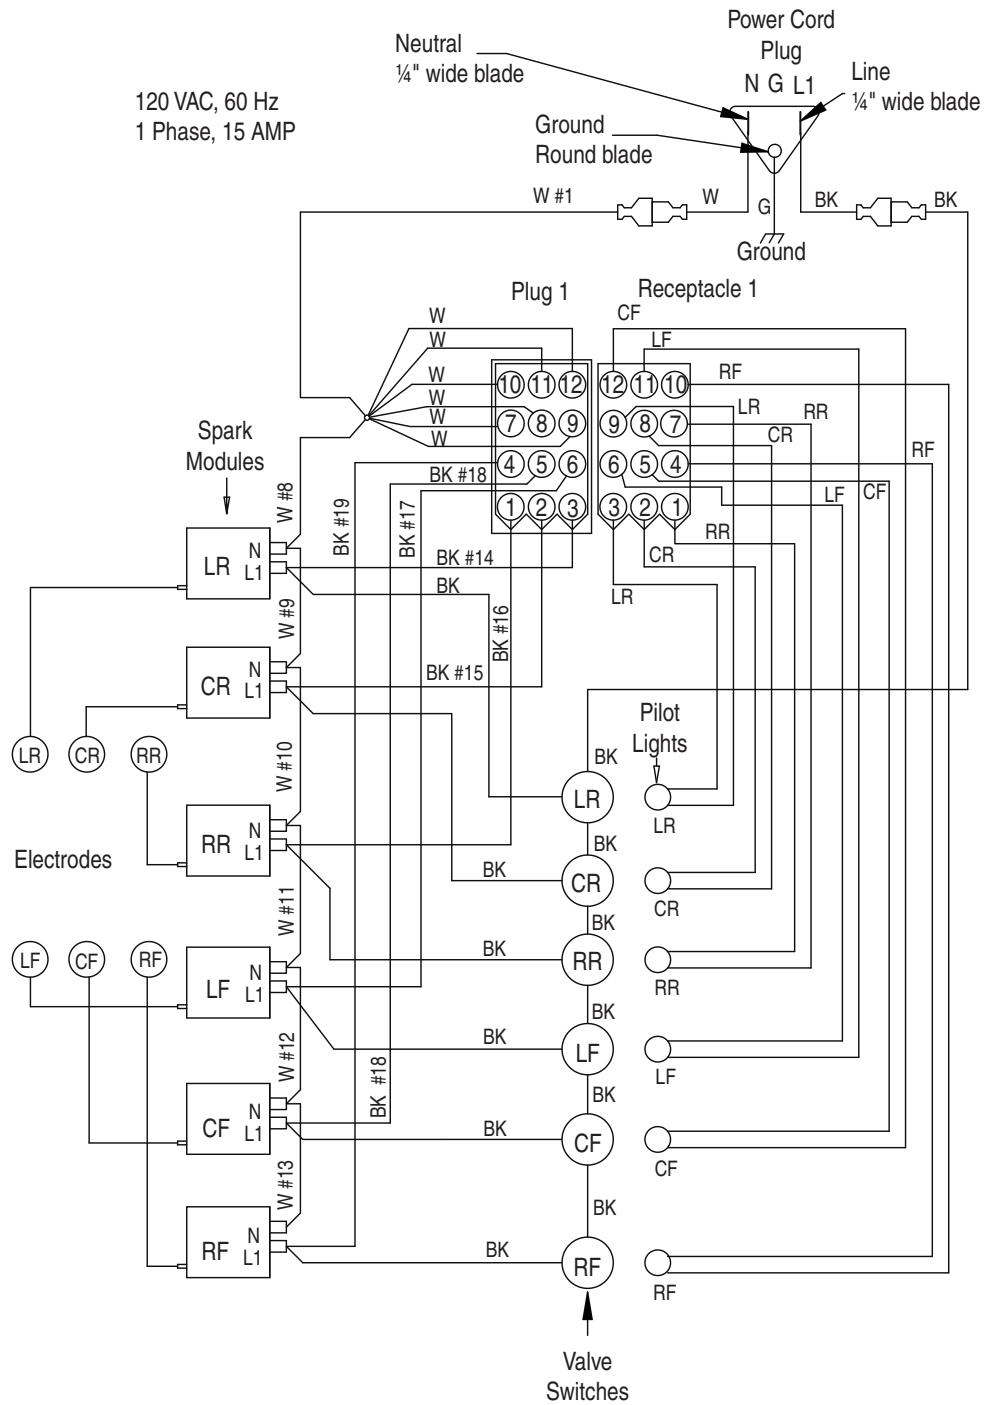 Power Cord
Plug
N G L1
Neutral
¼" wide blade
Line
¼" wide blade
120 VAC, 60 Hz
1 Phase, 15 AMP
Ground
Round blade
W #1
W
G
BK
BK
Ground
Plug 1
Receptacle 1
W
W
W
W
W
W
CF
LF
RF
LR
RR
CR
RF
10 11 12
7 8 9
4 5 6
1 2 3
12 11 10
9 8 7
6 5 4
3 2 1
LF
CF
RR
CR
LR
Spark
Modules
W #8
BK #19
BK #18
BK #17
BK #14
BK
BK #16
LR
N
L1
W #9
BK #15
CR
N
L1
LR
CR
RR
W #10
Pilot
Lights
BK
LR
LR
BK
RR
N
L1
Electrodes
BK
CR
CR
W #11
BK
BK
RR
RR
LF
CF
RF
LF
N
L1
BK
W #12
BK #18
BK
LF
LF
BK
CF
N
L1
BK
CF
CF
W #13
BK
RF
N
L1
BK
RF
RF
Valve
Switches